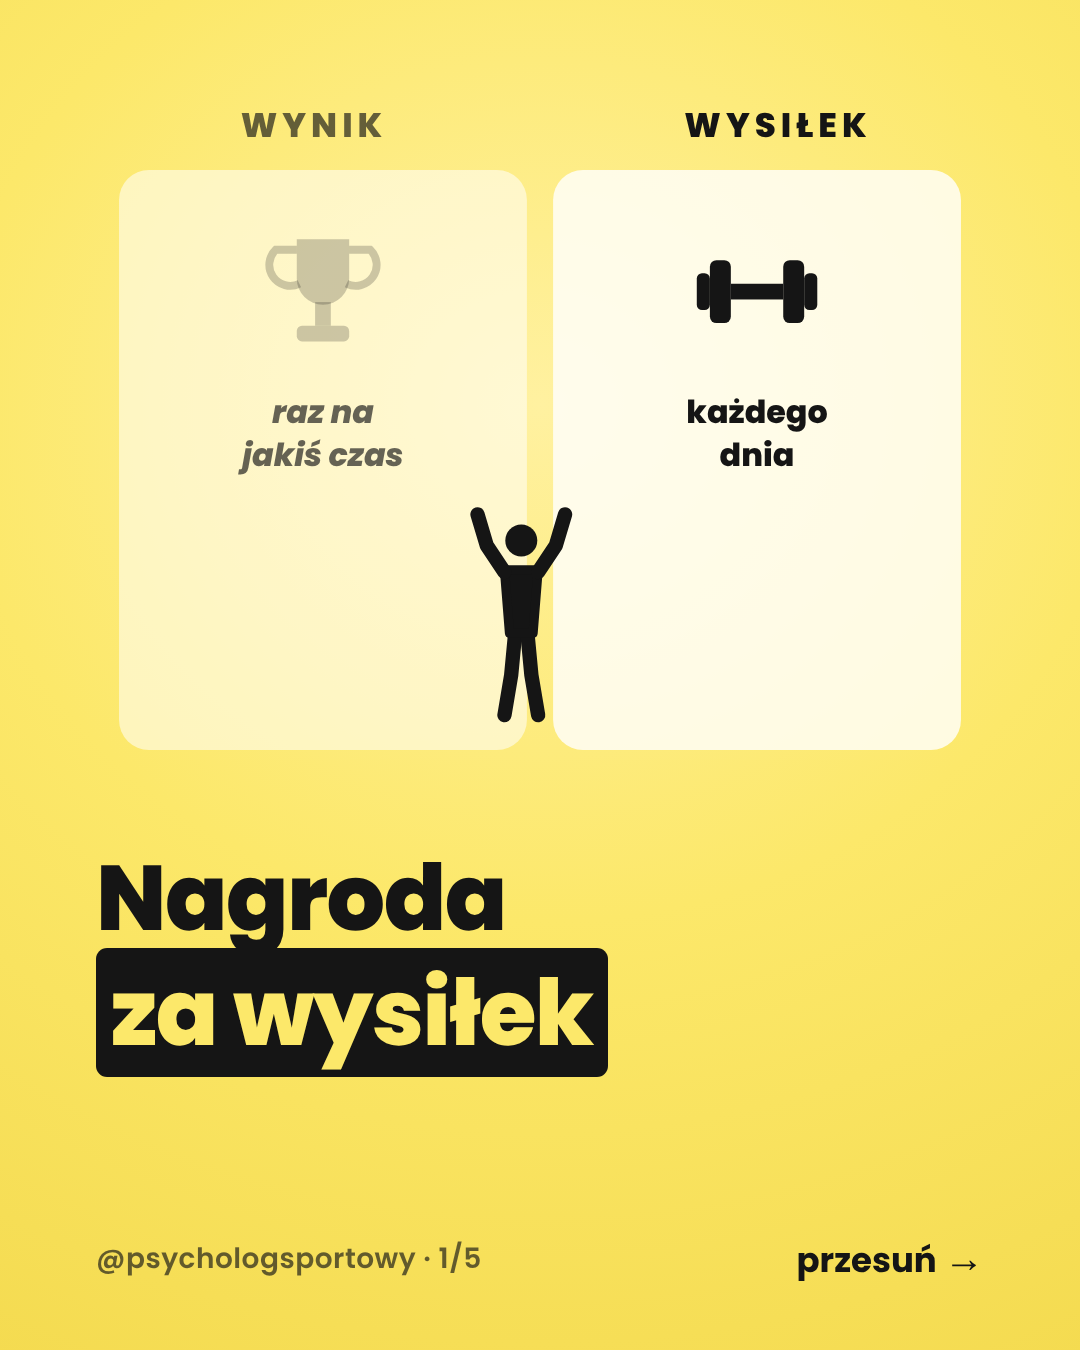 WYNIK
WYSIŁEK
raz na
jakiś czas
każdego
dnia
Nagroda
za wysiłek
@psychologsportowy · 1/5
przesuń →